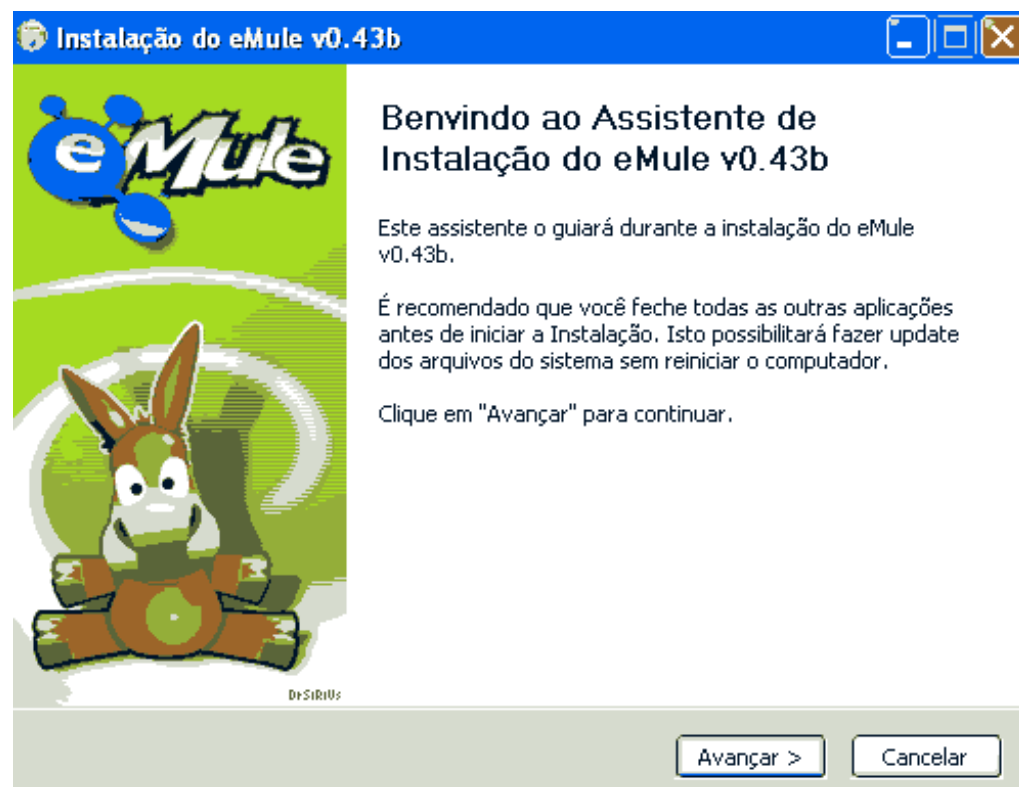 Instalação do eMule v0.43b
eMule
Benvindo ao Assistente de
Instalação do eMule v0.43b
Este assistente o guiará durante a instalação do eMule
v0.43b.
É recomendado que você feche todas as outras aplicações
antes de iniciar a Instalação. Isto possibilitará fazer update
dos arquivos do sistema sem reiniciar o computador.
Clique em "Avançar" para continuar.
DrSiRiUs
Avançar >
Cancelar